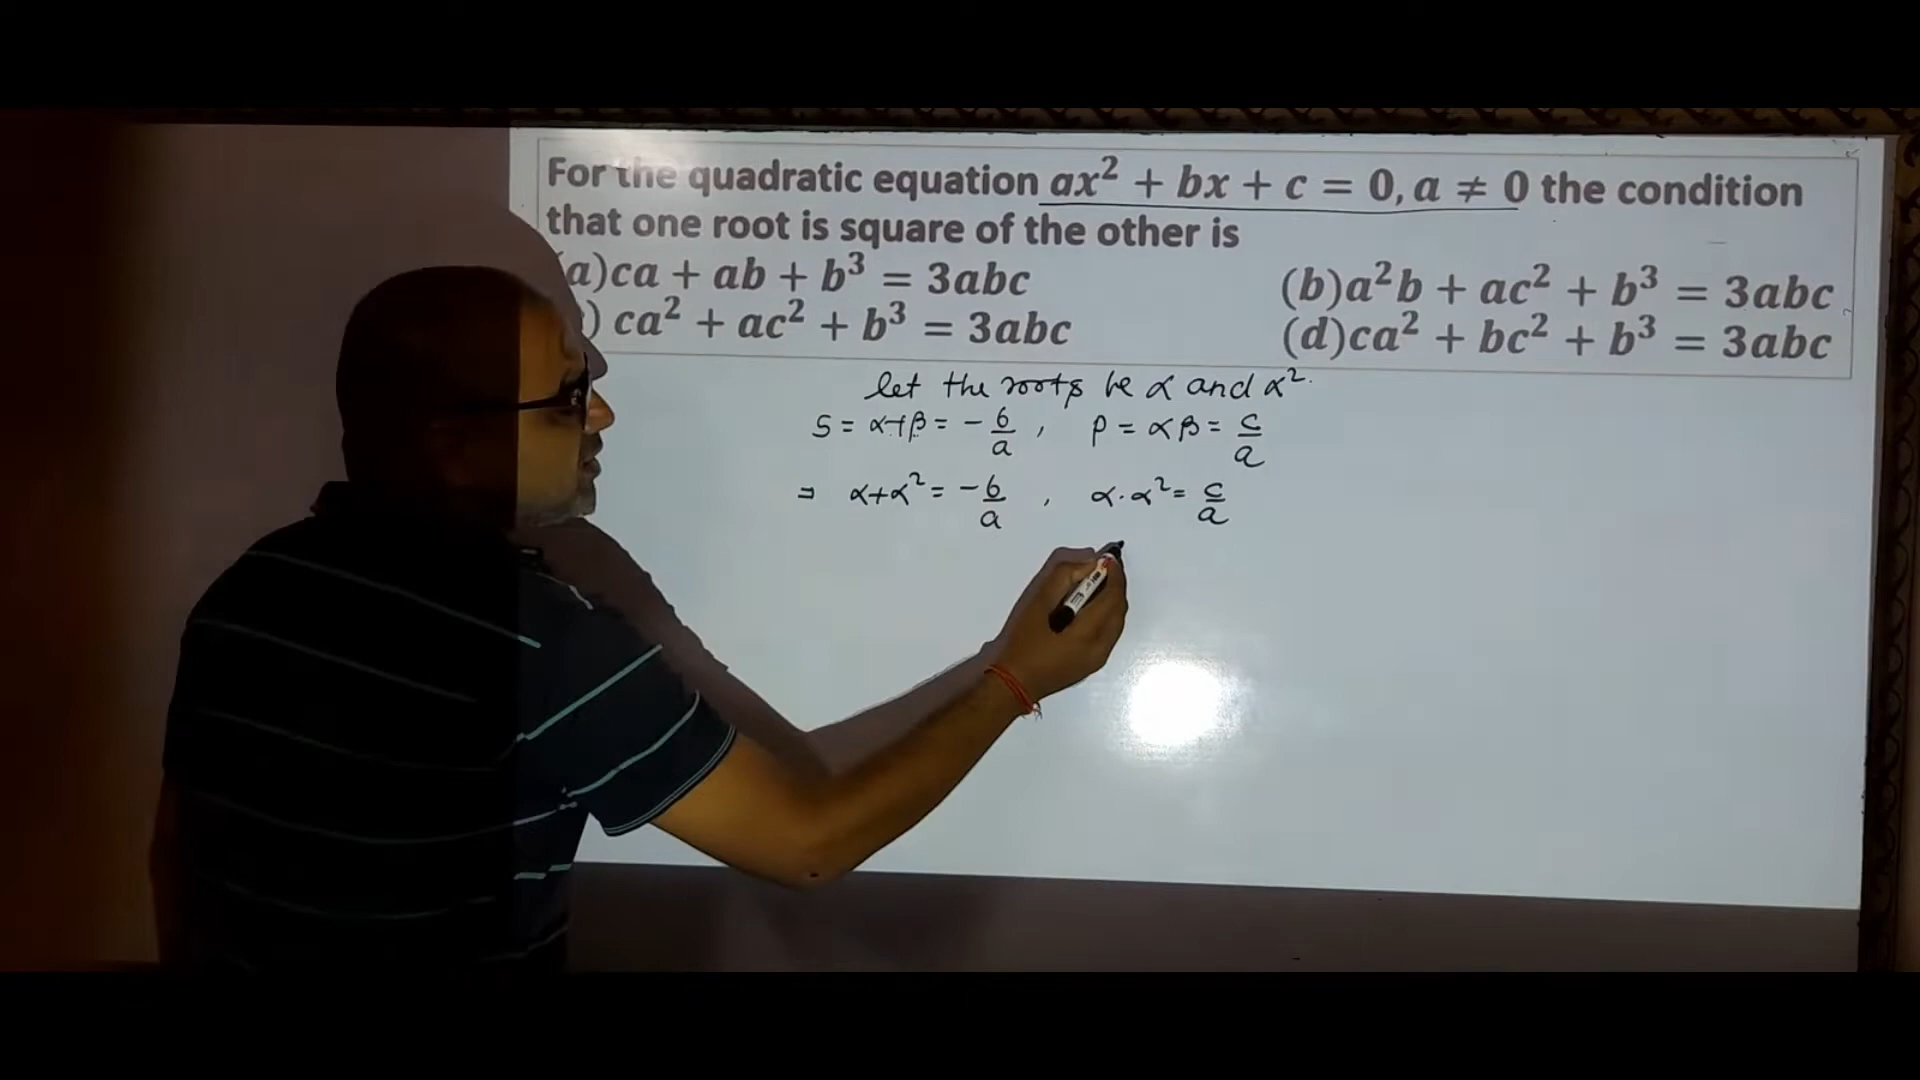 For the quadratic equation ax² + bx + c = 0, a ≠ 0 the condition
that one root is square of the other is
a)ca + ab + b³ = 3abc (b)a²b + ac² + b³ = 3abc
) ca² + ac² + b³ = 3abc (d)ca² + bc² + b³ = 3abc
let the roots be α and α².
S = α+β = -b/a , P = αβ = c/a
⇒ α+α² = -b/a , α·α² = c/a